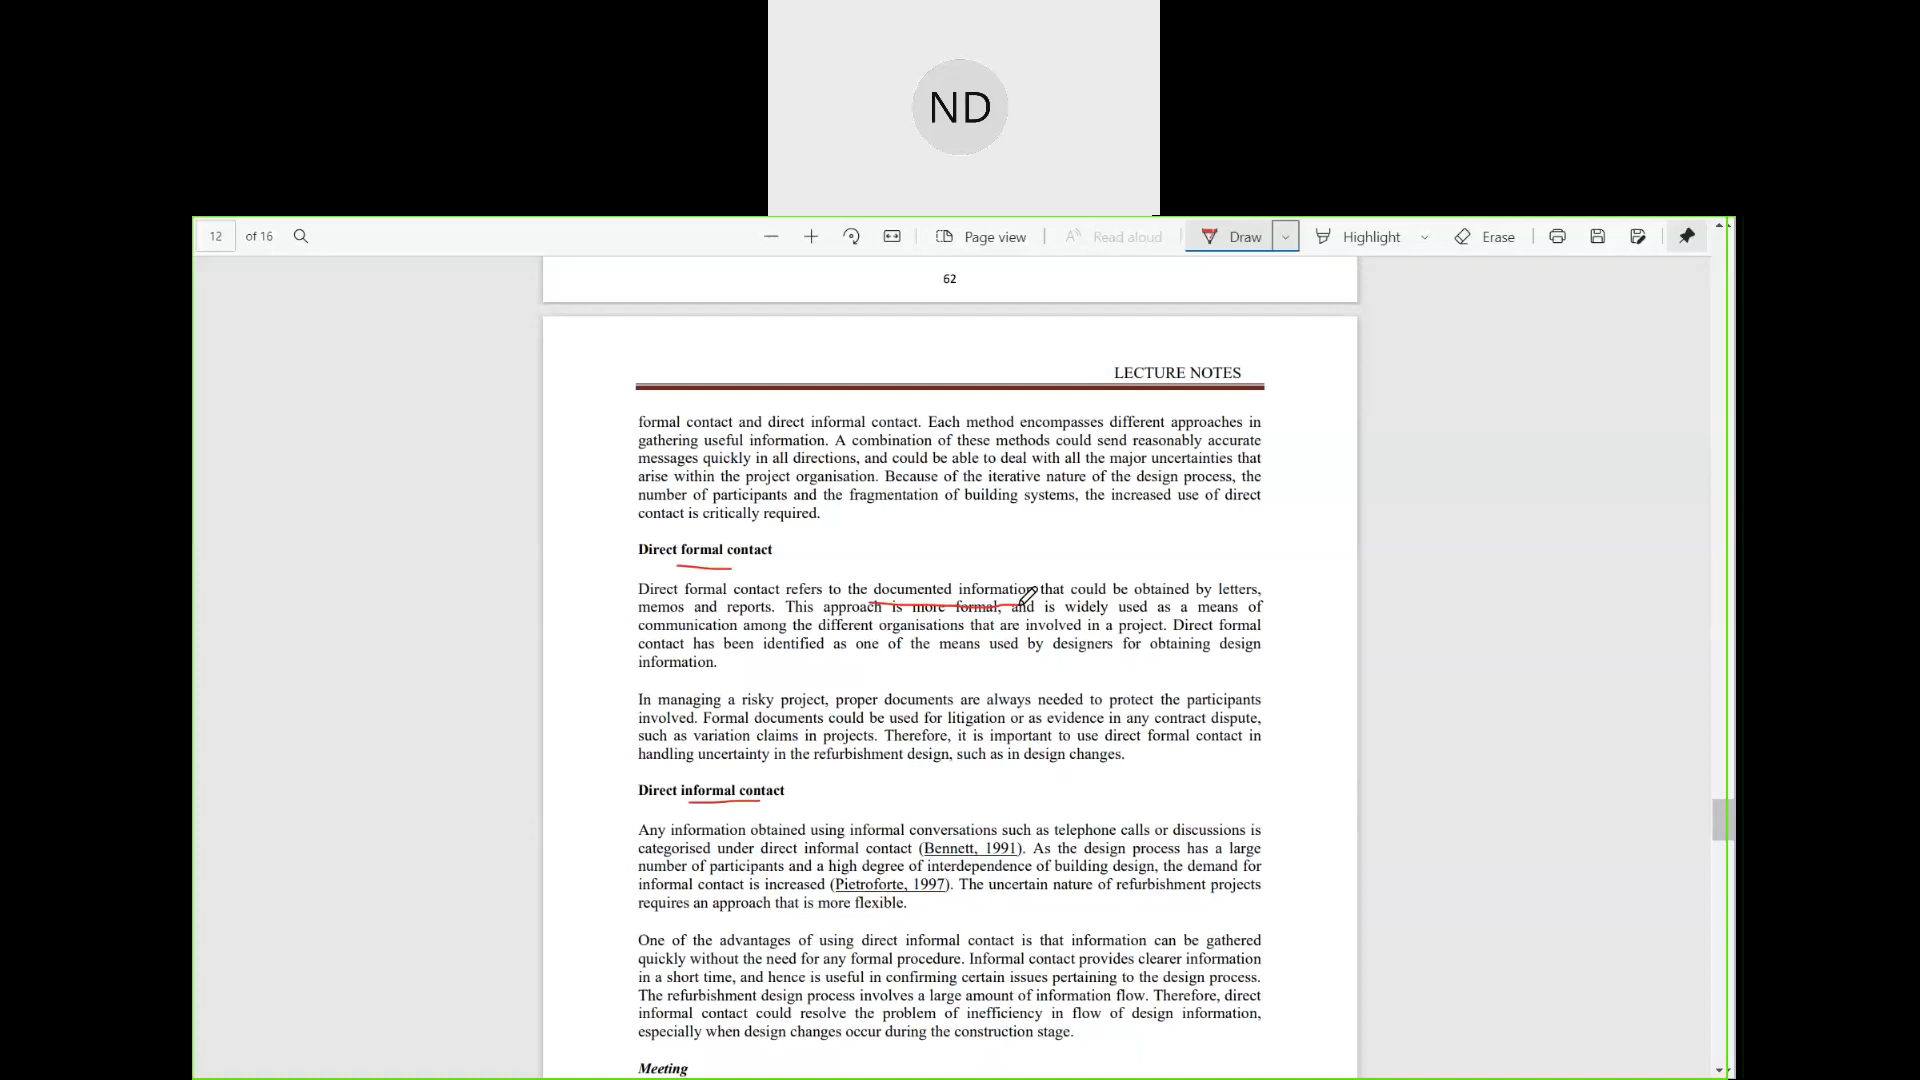 ND
12 of 16 Page view Read aloud Draw Highlight Erase
62
LECTURE NOTES
formal contact and direct informal contact. Each method encompasses different approaches in
gathering useful information. A combination of these methods could send reasonably accurate
messages quickly in all directions, and could be able to deal with all the major uncertainties that
arise within the project organisation. Because of the iterative nature of the design process, the
number of participants and the fragmentation of building systems, the increased use of direct
contact is critically required.
Direct formal contact
Direct formal contact refers to the documented information that could be obtained by letters,
memos and reports. This approach is more formal, and is widely used as a means of
communication among the different organisations that are involved in a project. Direct formal
contact has been identified as one of the means used by designers for obtaining design
information.
In managing a risky project, proper documents are always needed to protect the participants
involved. Formal documents could be used for litigation or as evidence in any contract dispute,
such as variation claims in projects. Therefore, it is important to use direct formal contact in
handling uncertainty in the refurbishment design, such as in design changes.
Direct informal contact
Any information obtained using informal conversations such as telephone calls or discussions is
categorised under direct informal contact (Bennett, 1991). As the design process has a large
number of participants and a high degree of interdependence of building design, the demand for
informal contact is increased (Pietroforte, 1997). The uncertain nature of refurbishment projects
requires an approach that is more flexible.
One of the advantages of using direct informal contact is that information can be gathered
quickly without the need for any formal procedure. Informal contact provides clearer information
in a short time, and hence is useful in confirming certain issues pertaining to the design process.
The refurbishment design process involves a large amount of information flow. Therefore, direct
informal contact could resolve the problem of inefficiency in flow of design information,
especially when design changes occur during the construction stage.
Meeting